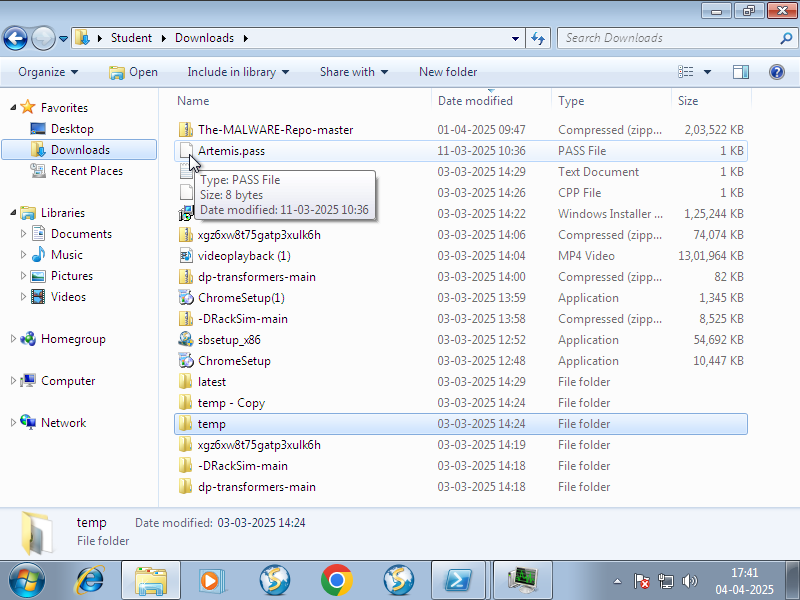 Student Downloads
Search Downloads
Organize Open Include in library Share with New folder
Name Date modified Type Size
Favorites
Desktop
Downloads
Recent Places
Libraries
Documents
Music
Pictures
Videos
Homegroup
Computer
Network
The-MALWARE-Repo-master 01-04-2025 09:47 Compressed (zipp... 2,03,522 KB
Artemis.pass 11-03-2025 10:36 PASS File 1 KB
03-03-2025 14:29 Text Document 1 KB
03-03-2025 14:26 CPP File 1 KB
03-03-2025 14:22 Windows Installer ... 1,25,244 KB
Type: PASS File
Size: 8 bytes
Date modified: 11-03-2025 10:36
xgz6xw8t75gatp3xulk6h 03-03-2025 14:06 Compressed (zipp... 74,074 KB
videoplayback (1) 03-03-2025 14:04 MP4 Video 13,01,964 KB
dp-transformers-main 03-03-2025 14:00 Compressed (zipp... 82 KB
ChromeSetup(1) 03-03-2025 13:59 Application 1,345 KB
-DRackSim-main 03-03-2025 13:58 Compressed (zipp... 8,525 KB
sbsetup_x86 03-03-2025 12:52 Application 54,692 KB
ChromeSetup 03-03-2025 12:48 Application 10,447 KB
latest 03-03-2025 14:29 File folder
temp - Copy 03-03-2025 14:24 File folder
temp 03-03-2025 14:24 File folder
xgz6xw8t75gatp3xulk6h 03-03-2025 14:19 File folder
-DRackSim-main 03-03-2025 14:18 File folder
dp-transformers-main 03-03-2025 14:18 File folder
temp Date modified: 03-03-2025 14:24
File folder
17:41
04-04-2025